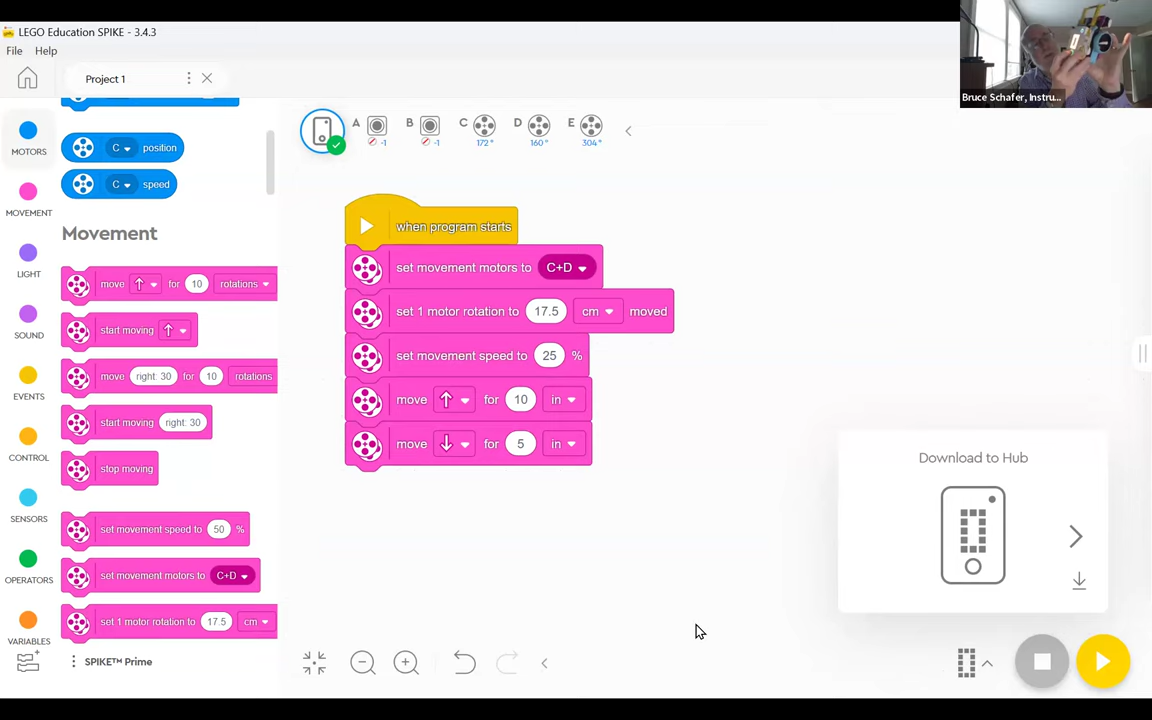 LEGO Education SPIKE - 3.4.3
File Help
Project 1
Bruce Schafer, Instru...
A -1
B -1
C 172°
D 160°
E 304°
MOTORS
MOVEMENT
LIGHT
SOUND
EVENTS
CONTROL
SENSORS
OPERATORS
VARIABLES
C position
C speed
Movement
move for 10 rotations
start moving
move right: 30 for 10 rotations
start moving right: 30
stop moving
set movement speed to 50 %
set movement motors to C+D
set 1 motor rotation to 17.5 cm
when program starts
set movement motors to C+D
set 1 motor rotation to 17.5 cm moved
set movement speed to 25 %
move for 10 in
move for 5 in
Download to Hub
SPIKE™ Prime